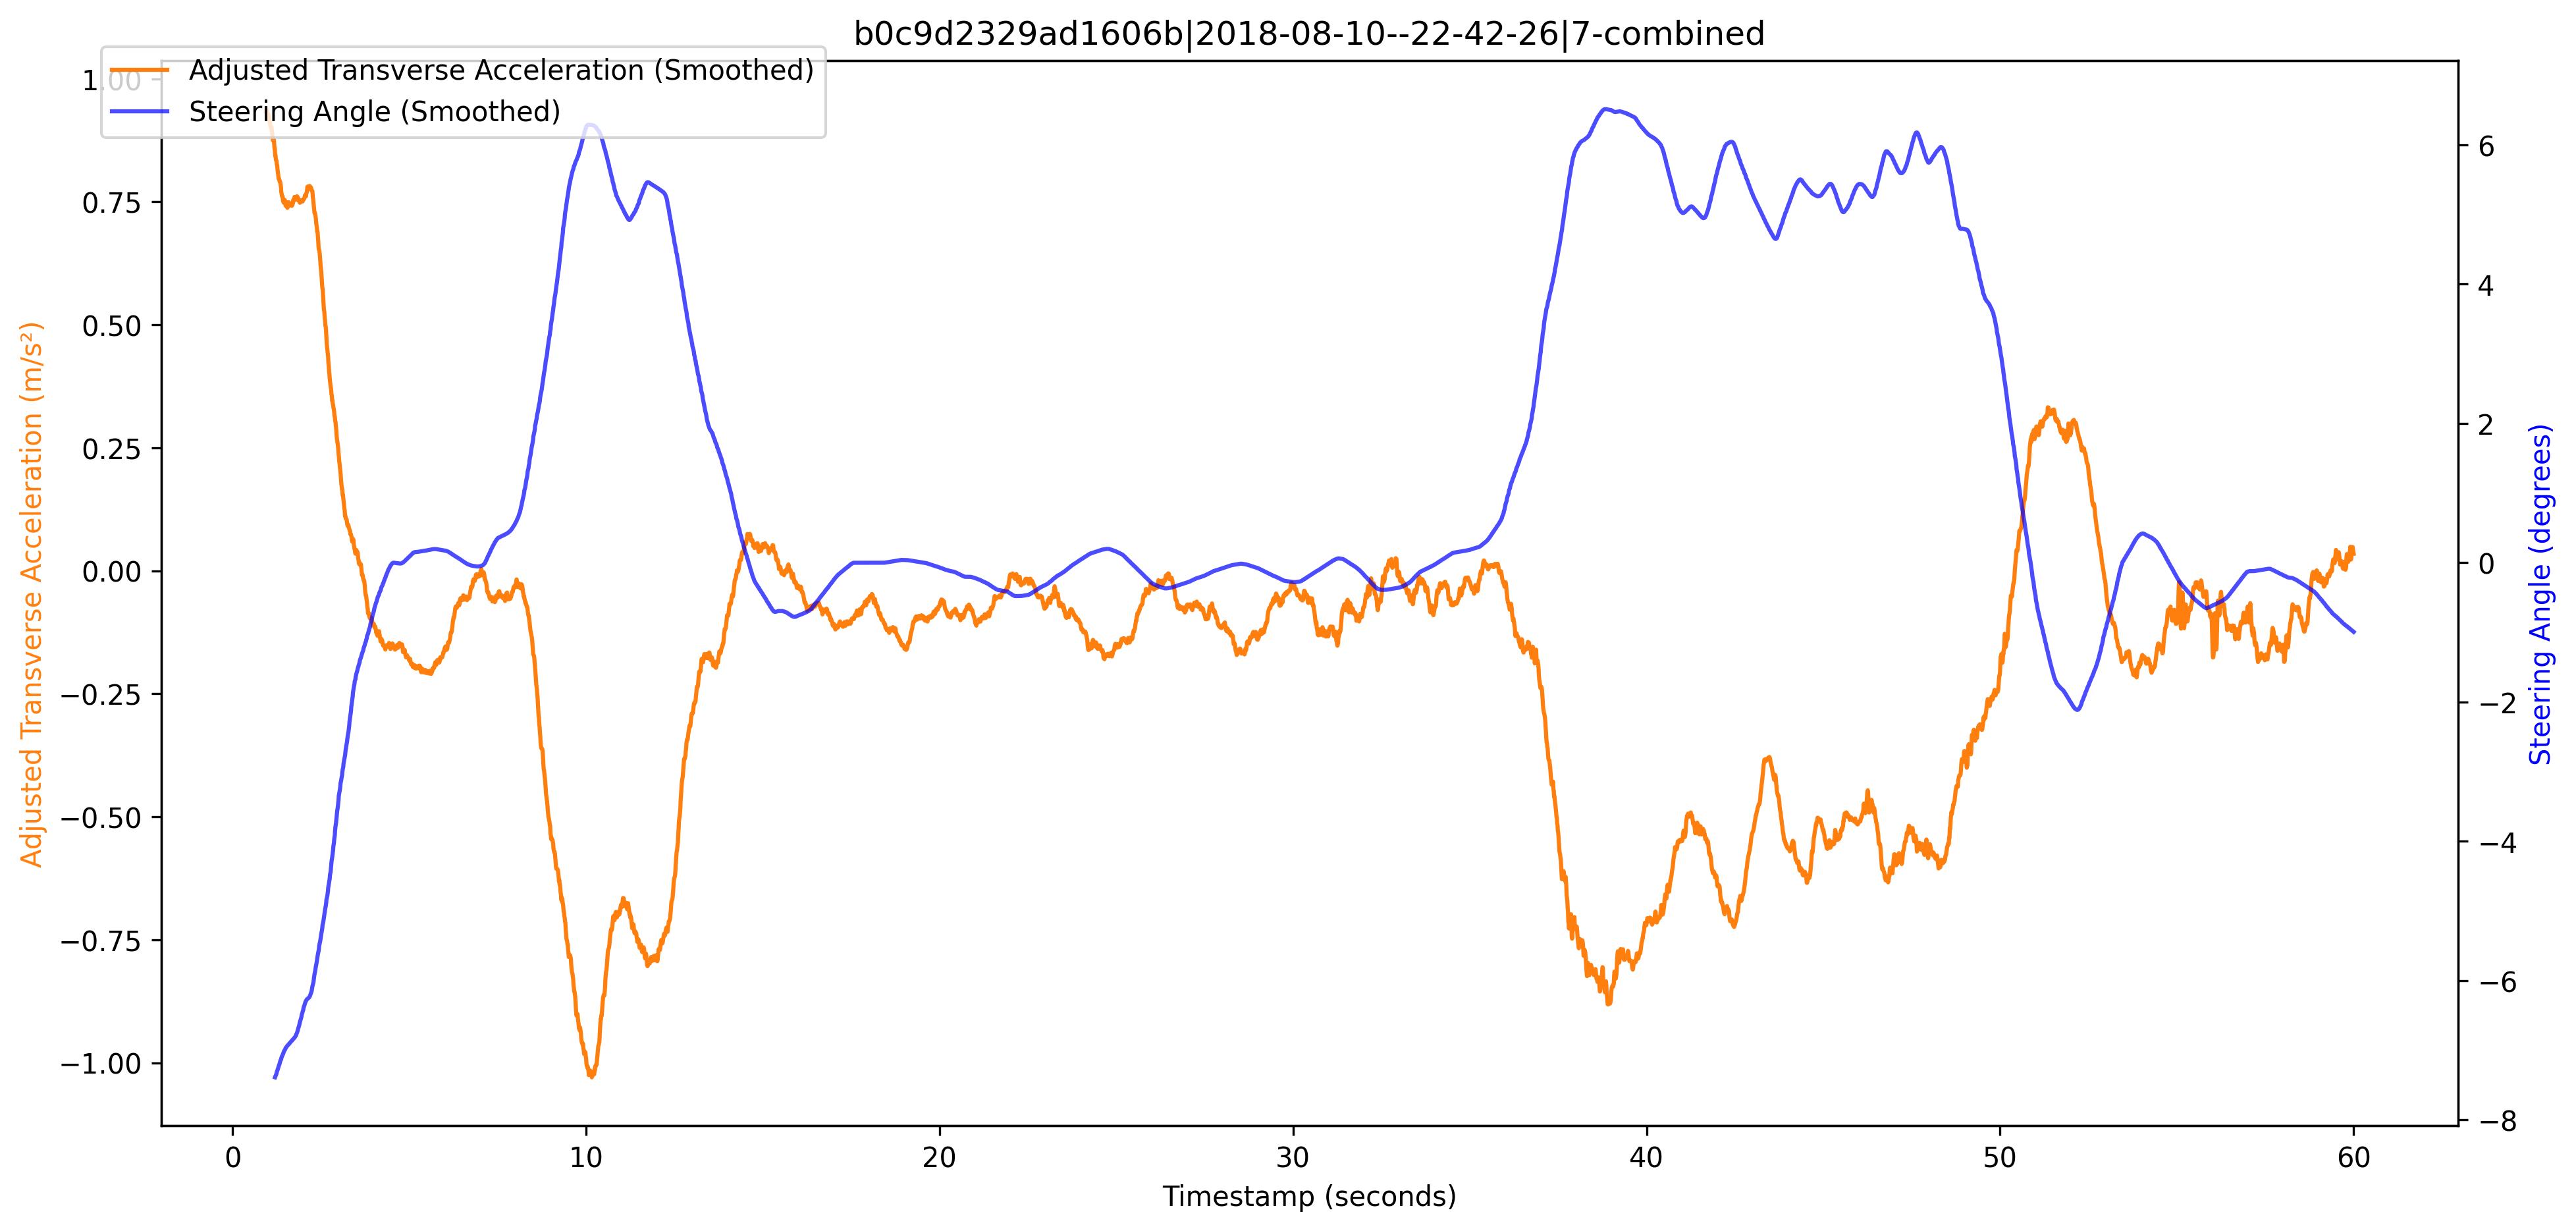 b0c9d2329ad1606b|2018-08-10--22-42-26|7-combined
Adjusted Transverse Acceleration (Smoothed)
Steering Angle (Smoothed)
Adjusted Transverse Acceleration (m/s²)
1.00
0.75
0.50
0.25
0.00
−0.25
−0.50
−0.75
−1.00
6
4
2
0
−2
−4
−6
−8
Steering Angle (degrees)
0 10 20 30 40 50 60
Timestamp (seconds)